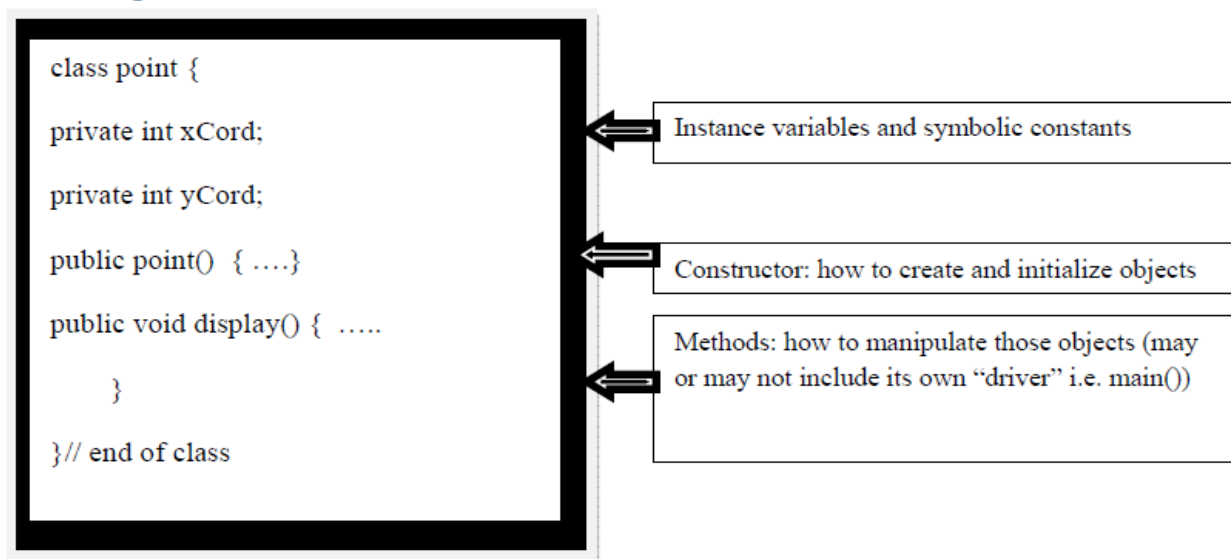 class point {
private int xCord;
private int yCord;
public point()  { ....}
public void display() {  .....
}
}// end of class
Instance variables and symbolic constants
Constructor: how to create and initialize objects
Methods: how to manipulate those objects (may
or may not include its own “driver” i.e. main())